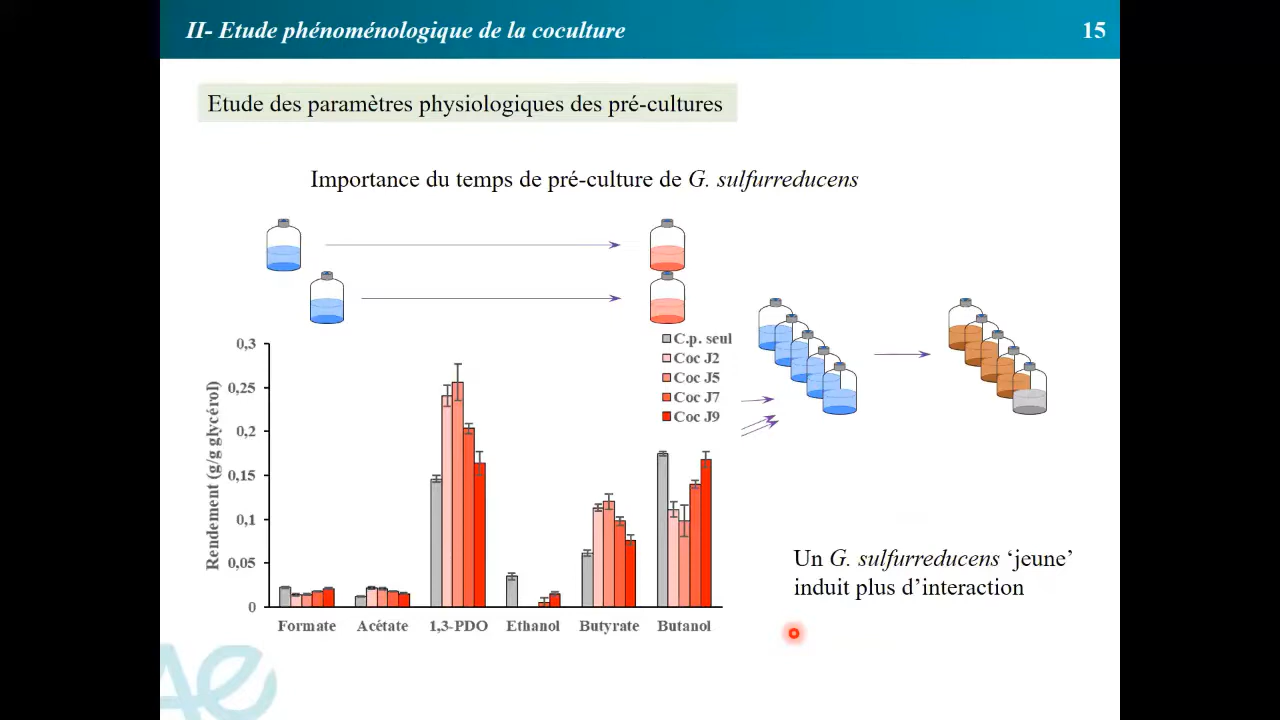 II- Etude phénoménologique de la coculture
15
Etude des paramètres physiologiques des pré-cultures
Importance du temps de pré-culture de G. sulfurreducens
C.p. seul
Coc J2
Coc J5
Coc J7
Coc J9
Rendement (g/g glycérol)
0,3
0,25
0,2
0,15
0,1
0,05
0
Formate Acétate 1,3-PDO Ethanol Butyrate Butanol
Un G. sulfurreducens ‘jeune’
induit plus d’interaction